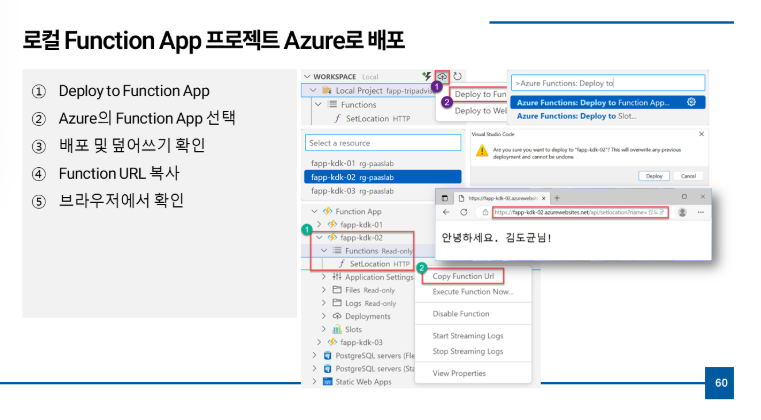 로컬 Function App 프로젝트 Azure로 배포
① Deploy to Function App
② Azure의 Function App 선택
③ 배포 및 덮어쓰기 확인
④ Function URL 복사
⑤ 브라우저에서 확인
WORKSPACE Local
Local Project
Functions
SetLocation HTTP
1
2
Deploy to Fun
Deploy to Web
>Azure Functions: Deploy to
Azure Functions: Deploy to Function App...
Azure Functions: Deploy to Slot...
Select a resource
fapp-kdk-01 rg-paaslab
fapp-kdk-02 rg-paaslab
fapp-kdk-03 rg-paaslab
Visual Studio Code
Are you sure you want to deploy to "fapp-kdk-02"? This will overwrite any previous
deployment and cannot be undone.
Deploy Cancel
https://fapp-kdk-02.azurewebsites.net/api/setlocation?name=
안녕하세요. 김도균님!
1
Function App
fapp-kdk-01
fapp-kdk-02
Functions Read-only
SetLocation HTTP
Application Settings
Files Read-only
Logs Read-only
Deployments
Slots
fapp-kdk-03
PostgreSQL servers (Fle
PostgreSQL servers (Sta
Static Web Apps
2
Copy Function Url
Execute Function Now...
Disable Function
Start Streaming Logs
Stop Streaming Logs
View Properties
60